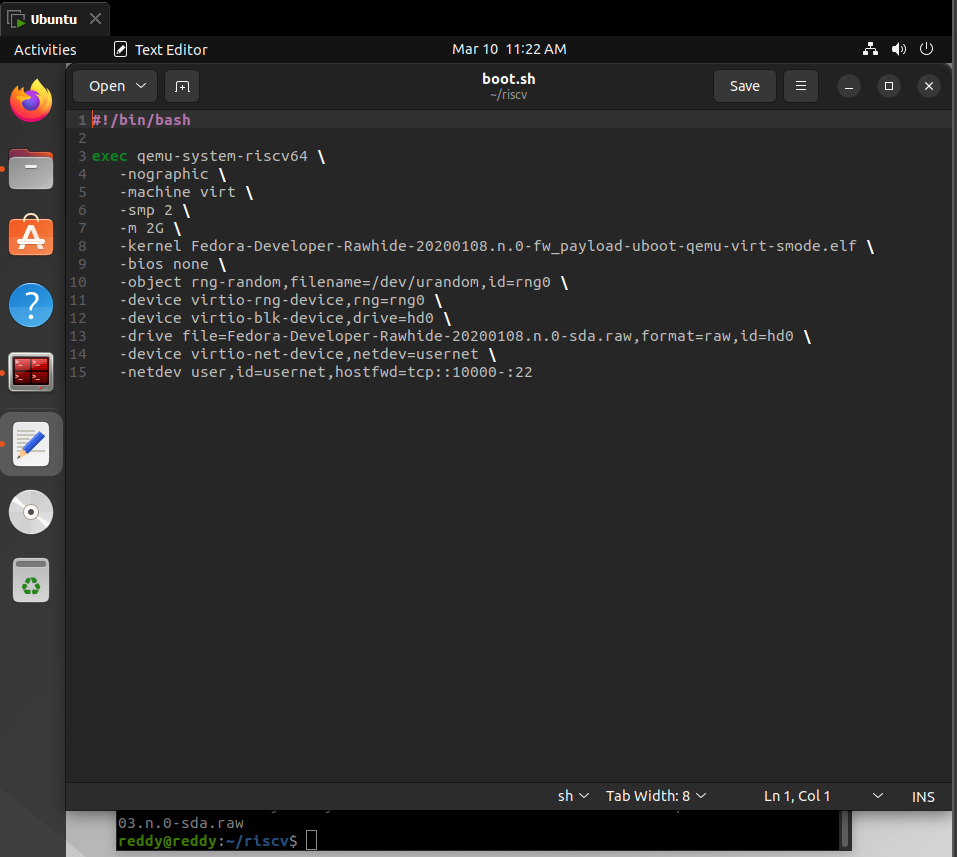 Ubuntu
Activities
Text Editor
Mar 10 11:22 AM
Open
boot.sh
~/riscv
Save
1 #!/bin/bash
2
3 exec qemu-system-riscv64 \
4 -nographic \
5 -machine virt \
6 -smp 2 \
7 -m 2G \
8 -kernel Fedora-Developer-Rawhide-20200108.n.0-fw_payload-uboot-qemu-virt-smode.elf \
9 -bios none \
10 -object rng-random,filename=/dev/urandom,id=rng0 \
11 -device virtio-rng-device,rng=rng0 \
12 -device virtio-blk-device,drive=hd0 \
13 -drive file=Fedora-Developer-Rawhide-20200108.n.0-sda.raw,format=raw,id=hd0 \
14 -device virtio-net-device,netdev=usernet \
15 -netdev user,id=usernet,hostfwd=tcp::10000-:22
sh
Tab Width: 8
Ln 1, Col 1
INS
03.n.0-sda.raw
reddy@reddy:~/riscv$